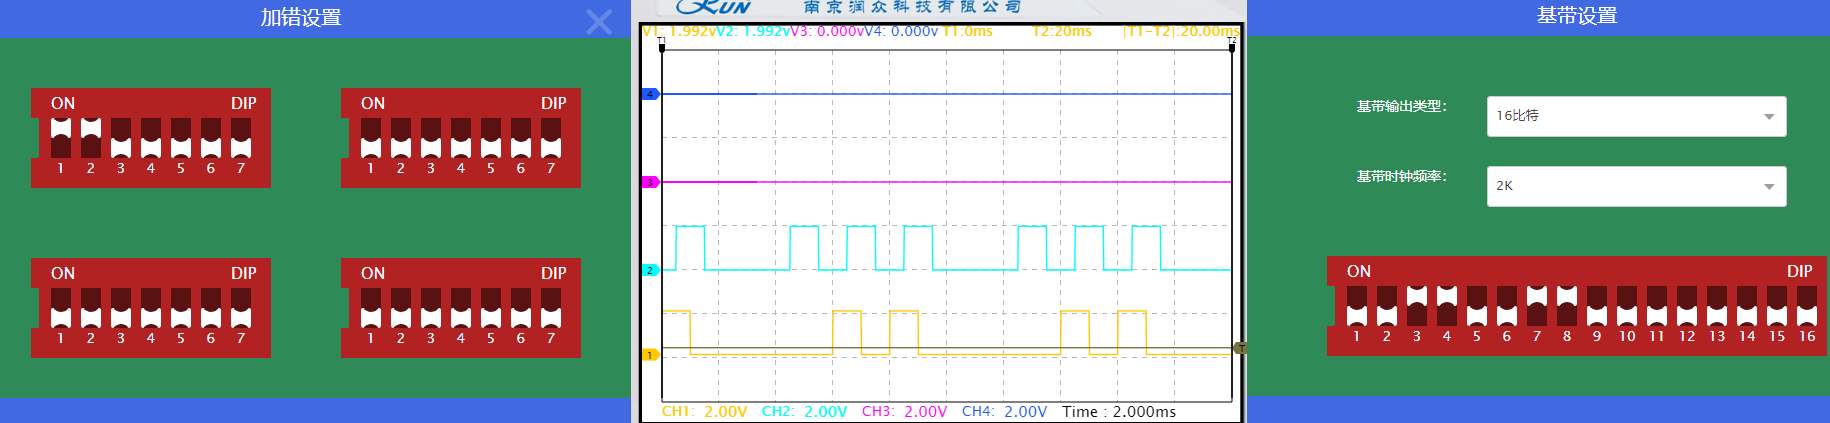 加错设置
ON DIP
1 2 3 4 5 6 7
ON DIP
1 2 3 4 5 6 7
ON DIP
1 2 3 4 5 6 7
ON DIP
1 2 3 4 5 6 7
RUN 南京润众科技有限公司
V1: 1.992vV2: 1.992vV3: 0.000vV4: 0.000v T1:0ms T2:20ms |T1-T2|:20.00ms
T1 T2
4
3
2
1
T
CH1: 2.00V CH2: 2.00V CH3: 2.00V CH4: 2.00V Time : 2.000ms
基带设置
基带输出类型: 16比特
基带时钟频率: 2K
ON DIP
1 2 3 4 5 6 7 8 9 10 11 12 13 14 15 16